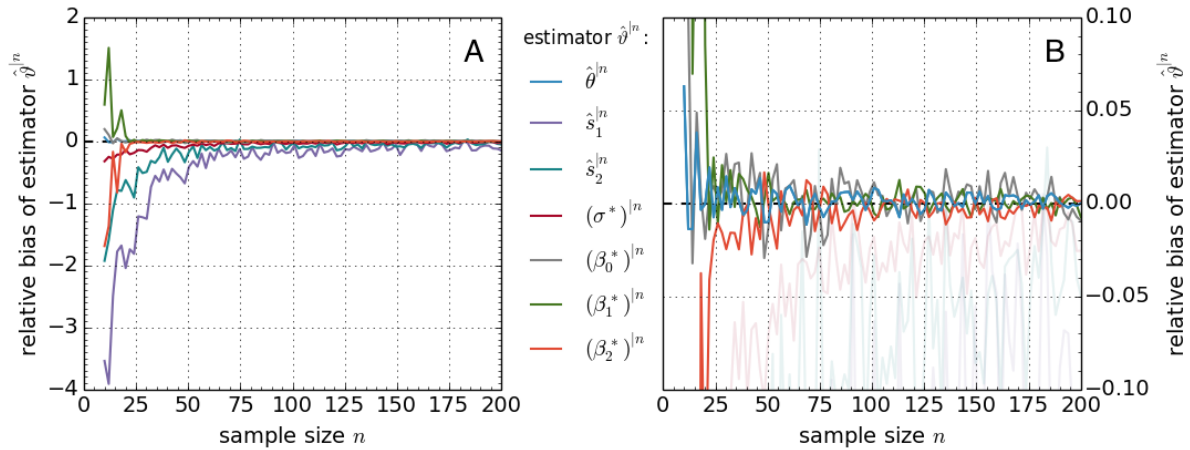 relative bias of estimator ϑ̂^{|n}
2
1
0
−1
−2
−3
−4
A
0 25 50 75 100 125 150 175 200
sample size n
estimator ϑ̂^{|n}:
θ̂^{|n}
ŝ_1^{|n}
ŝ_2^{|n}
(σ*)^{|n}
(β_0*)^{|n}
(β_1*)^{|n}
(β_2*)^{|n}
B
0 25 50 75 100 125 150 175 200
sample size n
0.10
0.05
0.00
−0.05
−0.10
relative bias of estimator ϑ̂^{|n}